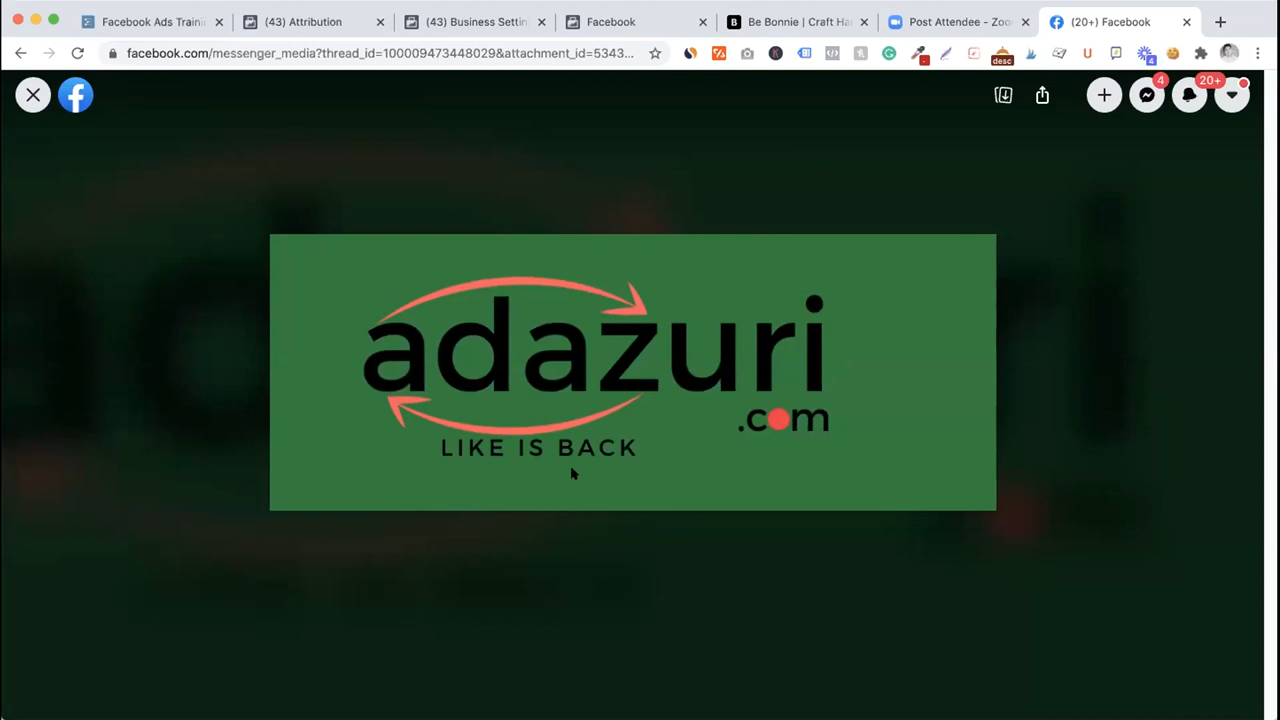 Facebook Ads Traini
(43) Attribution
(43) Business Settin
Facebook
Be Bonnie | Craft Ha
Post Attendee - Zoo
(20+) Facebook
facebook.com/messenger_media?thread_id=100009473448029&attachment_id=5343...
desc
4
4
20+
adazuri
.com
LIKE IS BACK